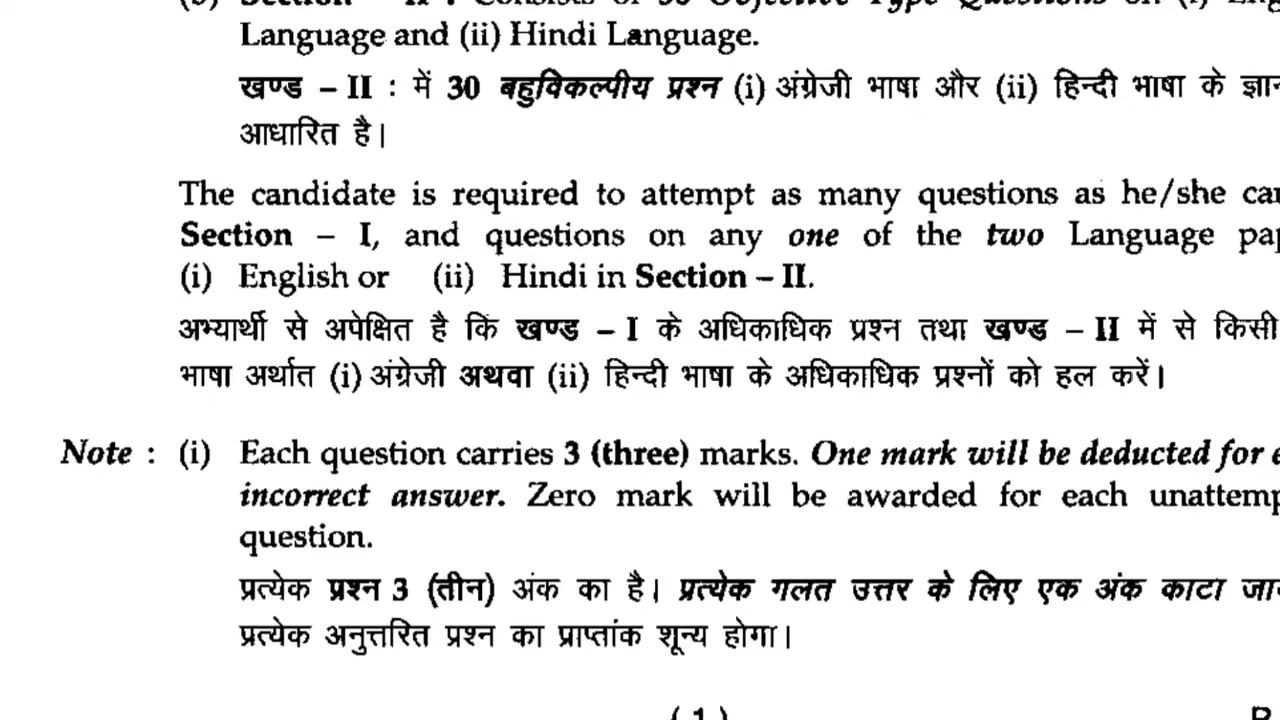 Language and (ii) Hindi Language.
खण्ड – II : में 30 बहुविकल्पीय प्रश्न (i) अंग्रेजी भाषा और (ii) हिन्दी भाषा के
आधारित है।
The candidate is required to attempt as many questions as he/she
Section – I, and questions on any one of the two Language
(i) English or (ii) Hindi in Section – II.
अभ्यार्थी से अपेक्षित है कि खण्ड – I के अधिकाधिक प्रश्न तथा खण्ड – II में से किसी
भाषा अर्थात (i) अंग्रेजी अथवा (ii) हिन्दी भाषा के अधिकाधिक प्रश्नों को हल करें।
Note : (i) Each question carries 3 (three) marks. One mark will be deducted for
incorrect answer. Zero mark will be awarded for each
question.
प्रत्येक प्रश्न 3 (तीन) अंक का है। प्रत्येक गलत उत्तर के लिए एक अंक काटा
प्रत्येक अनुत्तरित प्रश्न का प्राप्तांक शून्य होगा।
( 1 )